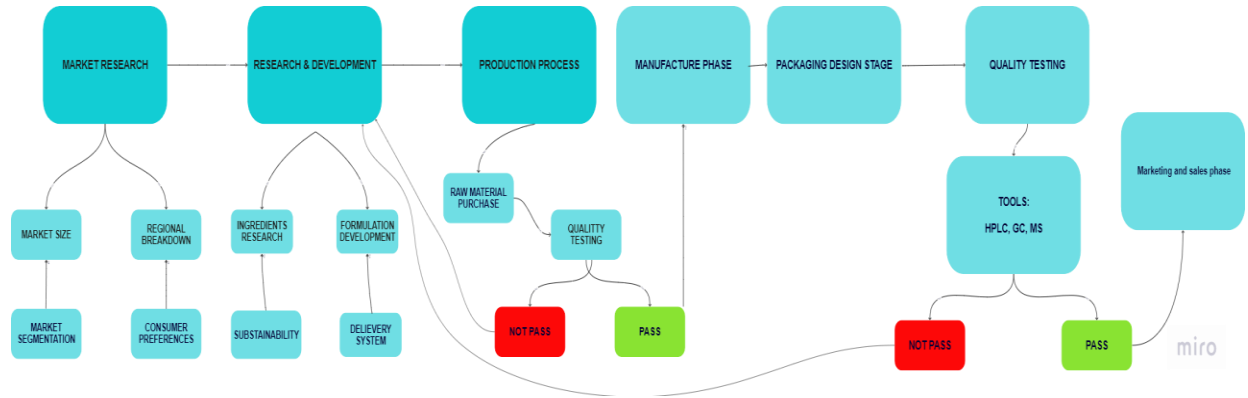 MARKET RESEARCH
RESEARCH & DEVELOPMENT
PRODUCTION PROCESS
MANUFACTURE PHASE
PACKAGING DESIGN STAGE
QUALITY TESTING
MARKET SIZE
REGIONAL
BREAKDOWN
INGREDIENTS
RESEARCH
FORMULATION
DEVELOPMENT
RAW MATERIAL
PURCHASE
QUALITTY
TESTING
TOOLS:
HPLC, GC, MS
Marketing and sales phase
MARKET
SEGMENTATION
CONSUMER
PREFERENCES
SUBSTAINABILITY
DELIEVERY
SYSTEM
NOT PASS
PASS
NOT PASS
PASS
miro